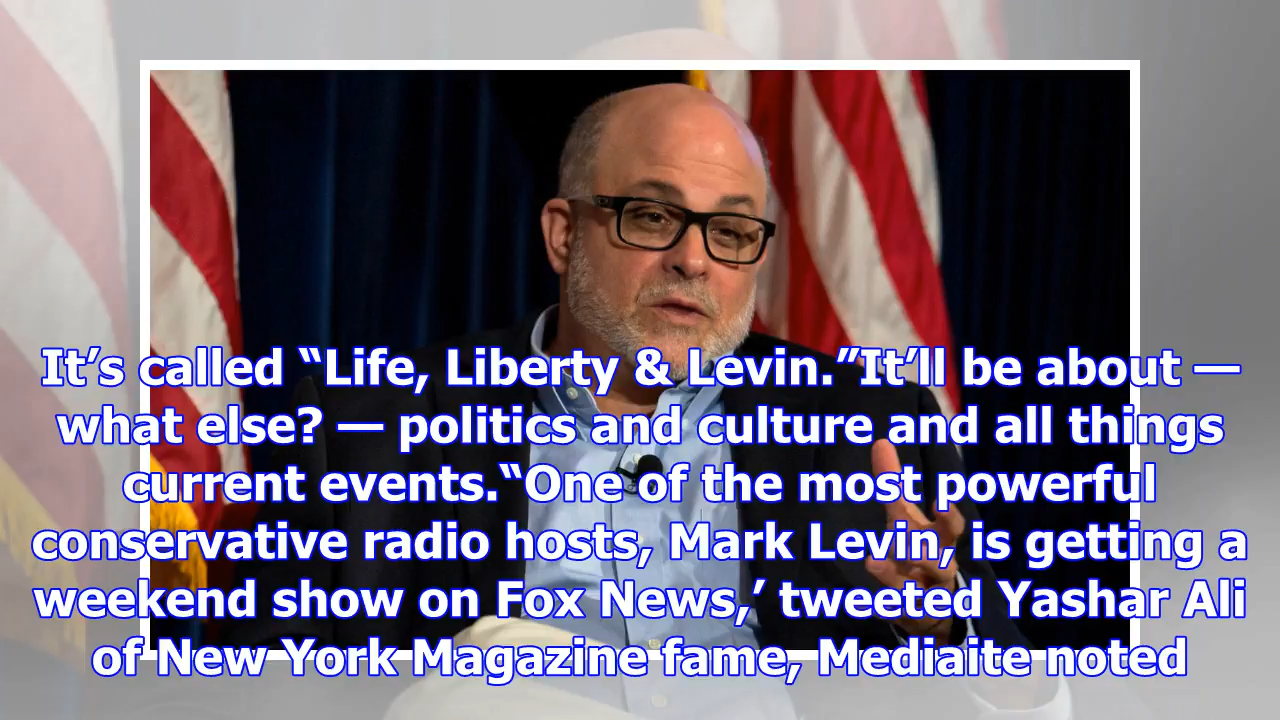 It’s called “Life, Liberty & Levin.”It’ll be about —
what else? — politics and culture and all things
current events.“One of the most powerful
conservative radio hosts, Mark Levin, is getting a
weekend show on Fox News,’ tweeted Yashar Ali
of New York Magazine fame, Mediaite noted